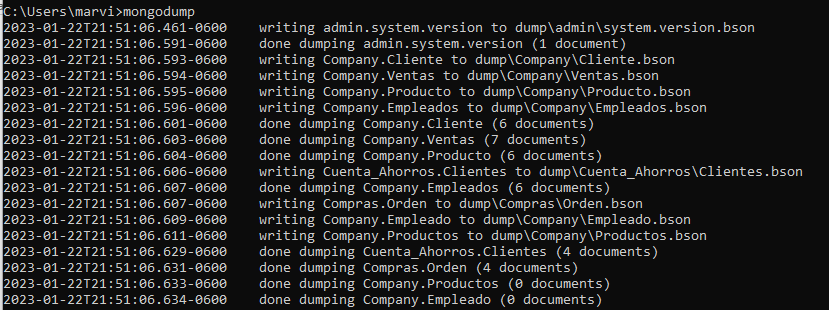 C:\Users\marvi>mongodump
2023-01-22T21:51:06.461-0600    writing admin.system.version to dump\admin\system.version.bson
2023-01-22T21:51:06.591-0600    done dumping admin.system.version (1 document)
2023-01-22T21:51:06.593-0600    writing Company.Cliente to dump\Company\Cliente.bson
2023-01-22T21:51:06.594-0600    writing Company.Ventas to dump\Company\Ventas.bson
2023-01-22T21:51:06.595-0600    writing Company.Producto to dump\Company\Producto.bson
2023-01-22T21:51:06.596-0600    writing Company.Empleados to dump\Company\Empleados.bson
2023-01-22T21:51:06.601-0600    done dumping Company.Cliente (6 documents)
2023-01-22T21:51:06.603-0600    done dumping Company.Ventas (7 documents)
2023-01-22T21:51:06.604-0600    done dumping Company.Producto (6 documents)
2023-01-22T21:51:06.606-0600    writing Cuenta_Ahorros.Clientes to dump\Cuenta_Ahorros\Clientes.bson
2023-01-22T21:51:06.607-0600    done dumping Company.Empleados (6 documents)
2023-01-22T21:51:06.607-0600    writing Compras.Orden to dump\Compras\Orden.bson
2023-01-22T21:51:06.609-0600    writing Company.Empleado to dump\Company\Empleado.bson
2023-01-22T21:51:06.611-0600    writing Company.Productos to dump\Company\Productos.bson
2023-01-22T21:51:06.629-0600    done dumping Cuenta_Ahorros.Clientes (4 documents)
2023-01-22T21:51:06.631-0600    done dumping Compras.Orden (4 documents)
2023-01-22T21:51:06.633-0600    done dumping Company.Productos (0 documents)
2023-01-22T21:51:06.634-0600    done dumping Company.Empleado (0 documents)